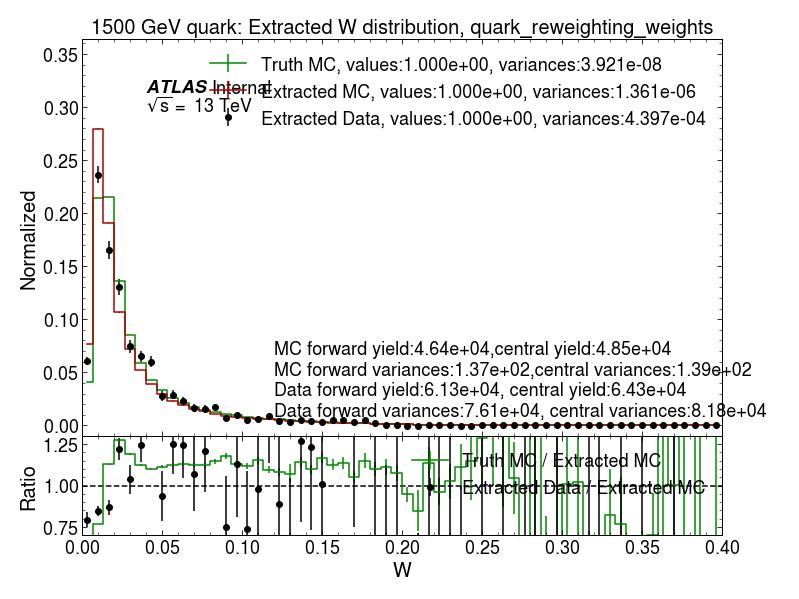 1500 GeV quark: Extracted W distribution, quark_reweighting_weights
Truth MC, values:1.000e+00, variances:3.921e-08
ATLAS Internal
Extracted MC, values:1.000e+00, variances:1.361e-06
√s = 13 TeV
Extracted Data, values:1.000e+00, variances:4.397e-04
0.35
0.30
0.25
0.20
0.15
0.10
0.05
0.00
Normalized
MC forward yield:4.64e+04,central yield:4.85e+04
MC forward variances:1.37e+02,central variances:1.39e+02
Data forward yield:6.13e+04, central yield:6.43e+04
Data forward variances:7.61e+04, central variances:8.18e+04
1.25
1.00
0.75
Ratio
Truth MC / Extracted MC
Extracted Data / Extracted MC
0.00 0.05 0.10 0.15 0.20 0.25 0.30 0.35 0.40
W